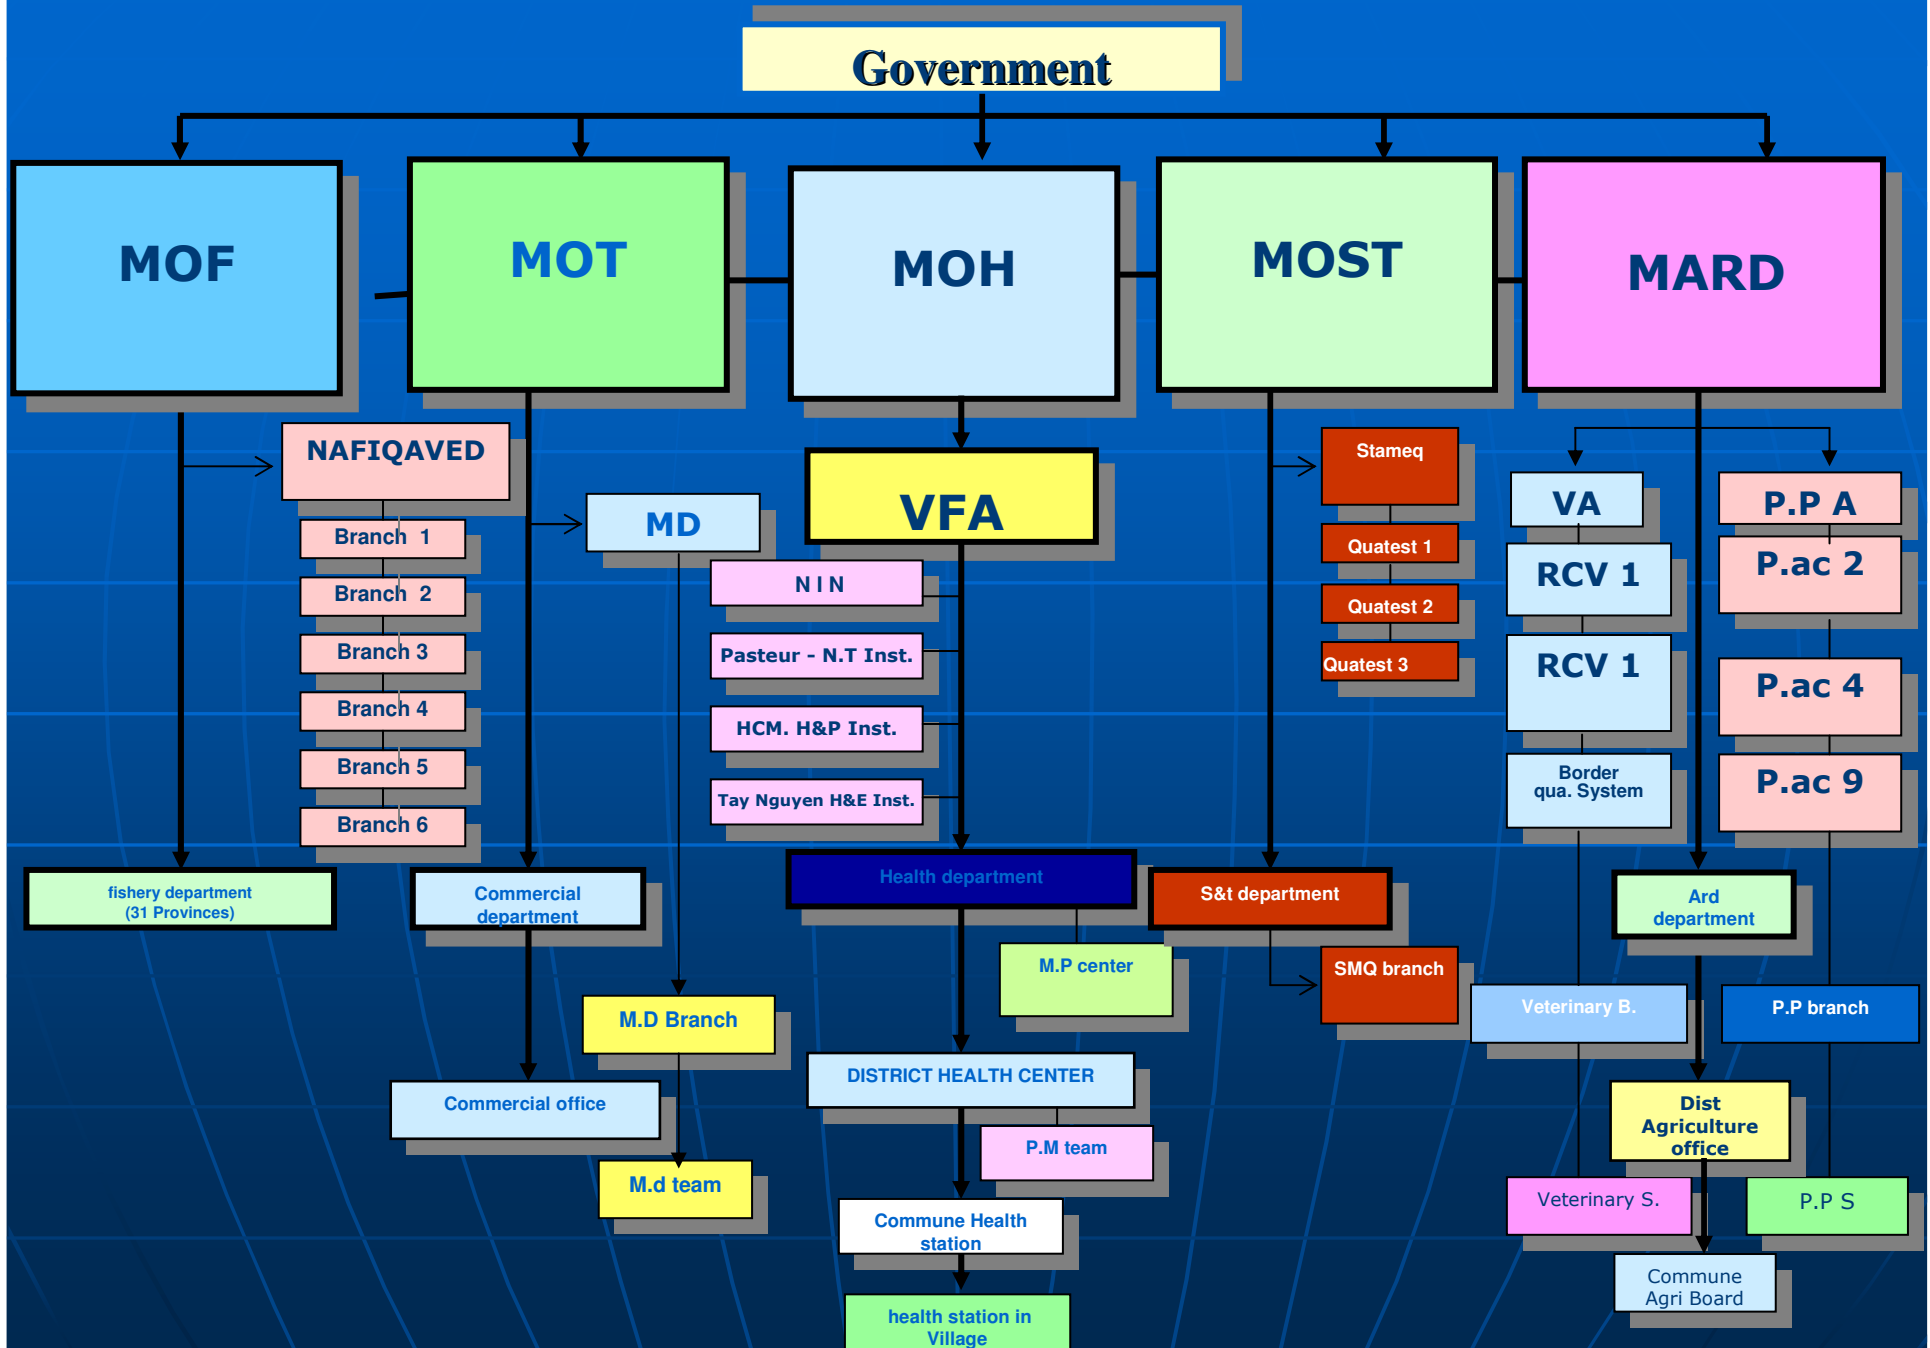 Government
MOF
MOT
MOH
MOST
MARD
NAFIQAVED
Branch 1
Branch 2
Branch 3
Branch 4
Branch 5
Branch 6
fishery department
(31 Provinces)
MD
Commercial
department
M.D Branch
Commercial office
M.d team
VFA
N I N
Pasteur - N.T Inst.
HCM. H&P Inst.
Tay Nguyen H&E Inst.
Health department
M.P center
DISTRICT HEALTH CENTER
P.M team
Commune Health
station
health station in
Village
Stameq
Quatest 1
Quatest 2
Quatest 3
S&t department
SMQ branch
VA
RCV 1
RCV 1
Border
qua. System
Veterinary B.
Veterinary S.
Ard
department
Dist
Agriculture
office
Commune
Agri Board
P.P A
P.ac 2
P.ac 4
P.ac 9
P.P branch
P.P S